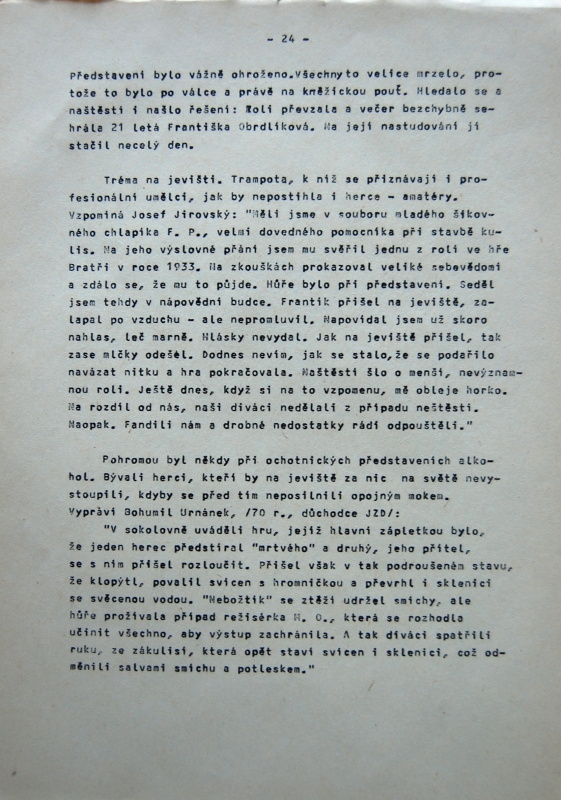 - 24 -
Představení bylo vážně ohroženo.Všechny to velice mrzelo, pro-
tože to bylo po válce a právě na kněžickou pouť. Hledalo se a
naštěstí i našlo řešení: Roli převzala a večer bezchybně se-
hrála 21 letá Františka Obrdlíková. Na její nastudování jí
stačil necelý den.
Tréma na jevišti. Trampota, k níž se přiznávají i pro-
fesionální umělci, jak by nepostihla i herce - amatéry.
Vzpomíná Josef Jirovský: "Měli jsme v souboru mladého šikov-
ného chlapíka F. P., velmi dovedného pomocníka při stavbě ku-
lis. Na jeho výslovné přání jsem mu svěřil jednu z rolí ve hře
Bratři v roce 1933. Na zkouškách prokazoval veliké sebevědomí
a zdálo se, že mu to půjde. Hůře bylo při představení. Seděl
jsem tehdy v nápovědní budce. Frantík přišel na jeviště, za-
lapal po vzduchu - ale nepromluvil. Napovídal jsem už skoro
nahlas, leč marně. Hlásky nevydal. Jak na jeviště přišel, tak
zase mlčky odešel. Dodnes nevím, jak se stalo,že se podařilo
navázat nitku a hra pokračovala. Naštěstí šlo o menší, nevýznam-
nou roli. Ještě dnes, když si na to vzpomenu, mě obleje horko.
Na rozdíl od nás, naši diváci nedělali z případu neštěstí.
Naopak. Fandili nám a drobné nedostatky rádi odpouštěli."
Pohromou byl někdy při ochotnických představeních alko-
hol. Bývali herci, kteří by na jeviště za nic na světě nevy-
stoupili, kdyby se před tím neposilnili opojným mokem.
Vypráví Bohumil Urnánek, /70 r., důchodce JZD/:
"V sokolovně uváděli hru, jejíž hlavní zápletkou bylo,
že jeden herec předstíral "mrtvého" a druhý, jeho přítel,
se s ním přišel rozloučit. Přišel však v tak podroušeném stavu,
že klopýtl, povalil svícen s hromničkou a převrhl i sklenici
se svěcenou vodou. "Nebožtík" se ztěží udržel smíchy, ale
hůře prožívala případ režisérka M. O., která se rozhodla
učinit všechno, aby výstup zachránila. A tak diváci spatřili
ruku, ze zákulisí, která opět staví svícen i sklenici, což od-
měnili salvami smíchu a potleskem."